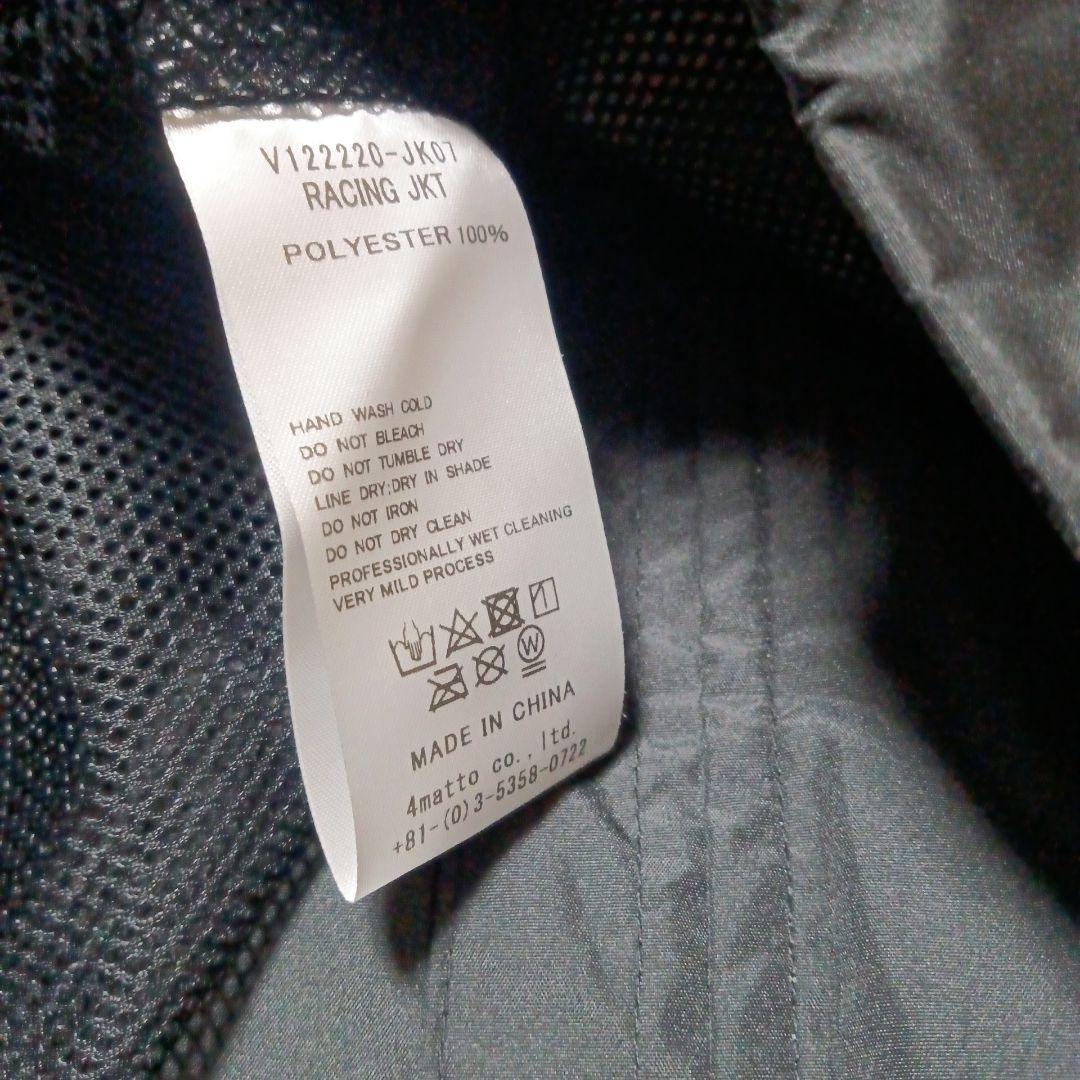 V122220-JK07
RACING JKT
POLYESTER 100%
HAND WASH COLD
DO NOT BLEACH
DO NOT TUMBLE DRY
LINE DRY;DRY IN SHADE
DO NOT IRON
DO NOT DRY CLEAN
PROFESSIONALLY WET CLEANING
VERY MILD PROCESS
W
MADE IN CHINA
4matto co., ltd.
+81-(0)3-5358-0722